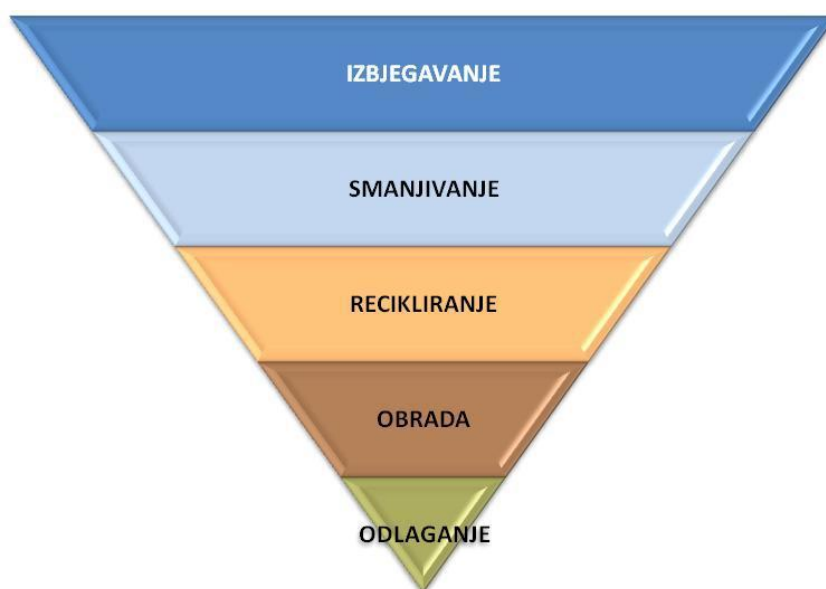 IZBJEGAVANJE
SMANJIVANJE
RECIKLIRANJE
OBRADA
ODLAGANJE